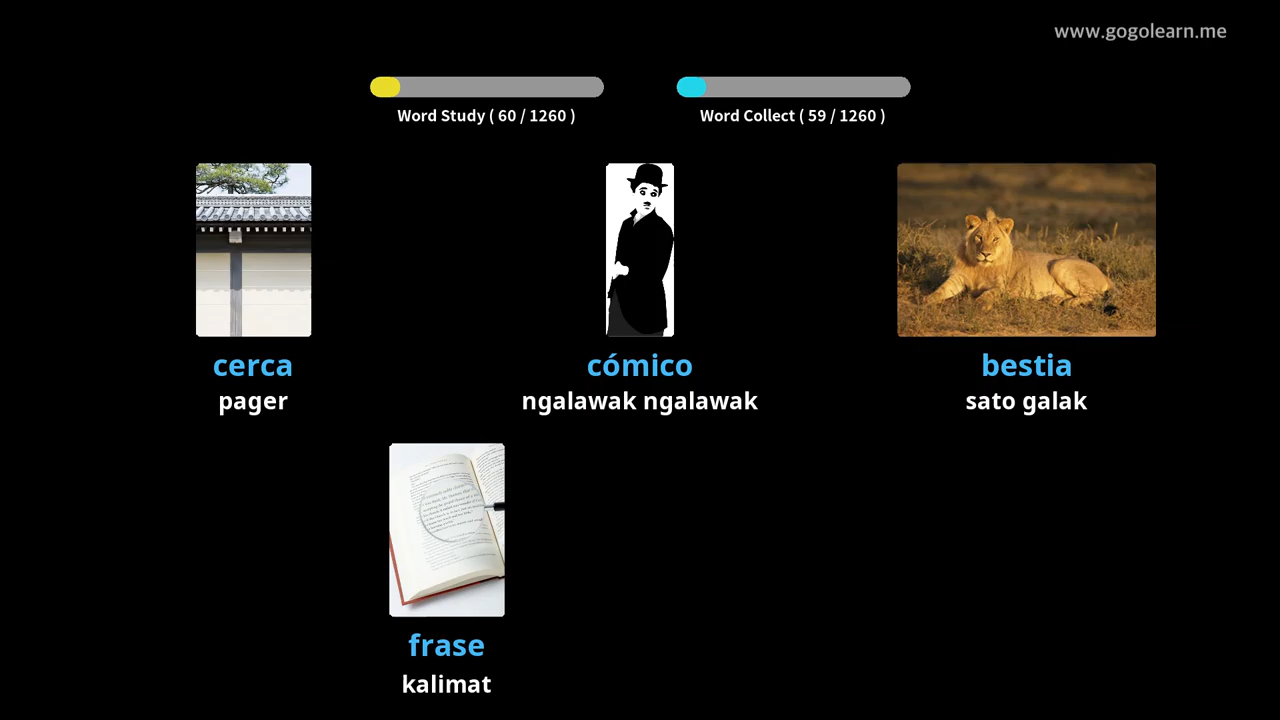 www.gogolearn.me
Word Study ( 60 / 1260 )
Word Collect ( 59 / 1260 )
cerca
pager
cómico
ngalawak ngalawak
bestia
sato galak
frase
kalimat